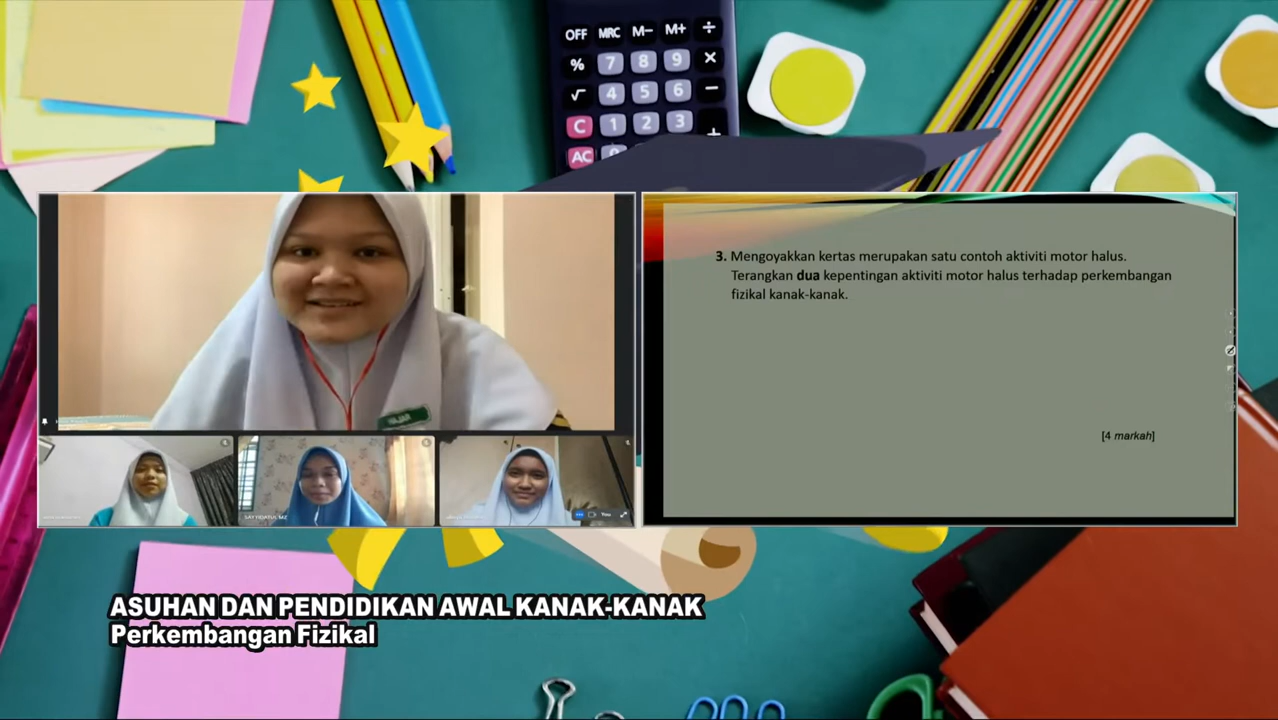 OFF MRC M− M+ ÷
% 7 8 9 ×
√ 4 5 6 −
C 1 2 3 +
AC
3. Mengoyakkan kertas merupakan satu contoh aktiviti motor halus.
Terangkan dua kepentingan aktiviti motor halus terhadap perkembangan
fizikal kanak-kanak.
[4 markah]
You
ASUHAN DAN PENDIDIKAN AWAL KANAK-KANAK
Perkembangan Fizikal